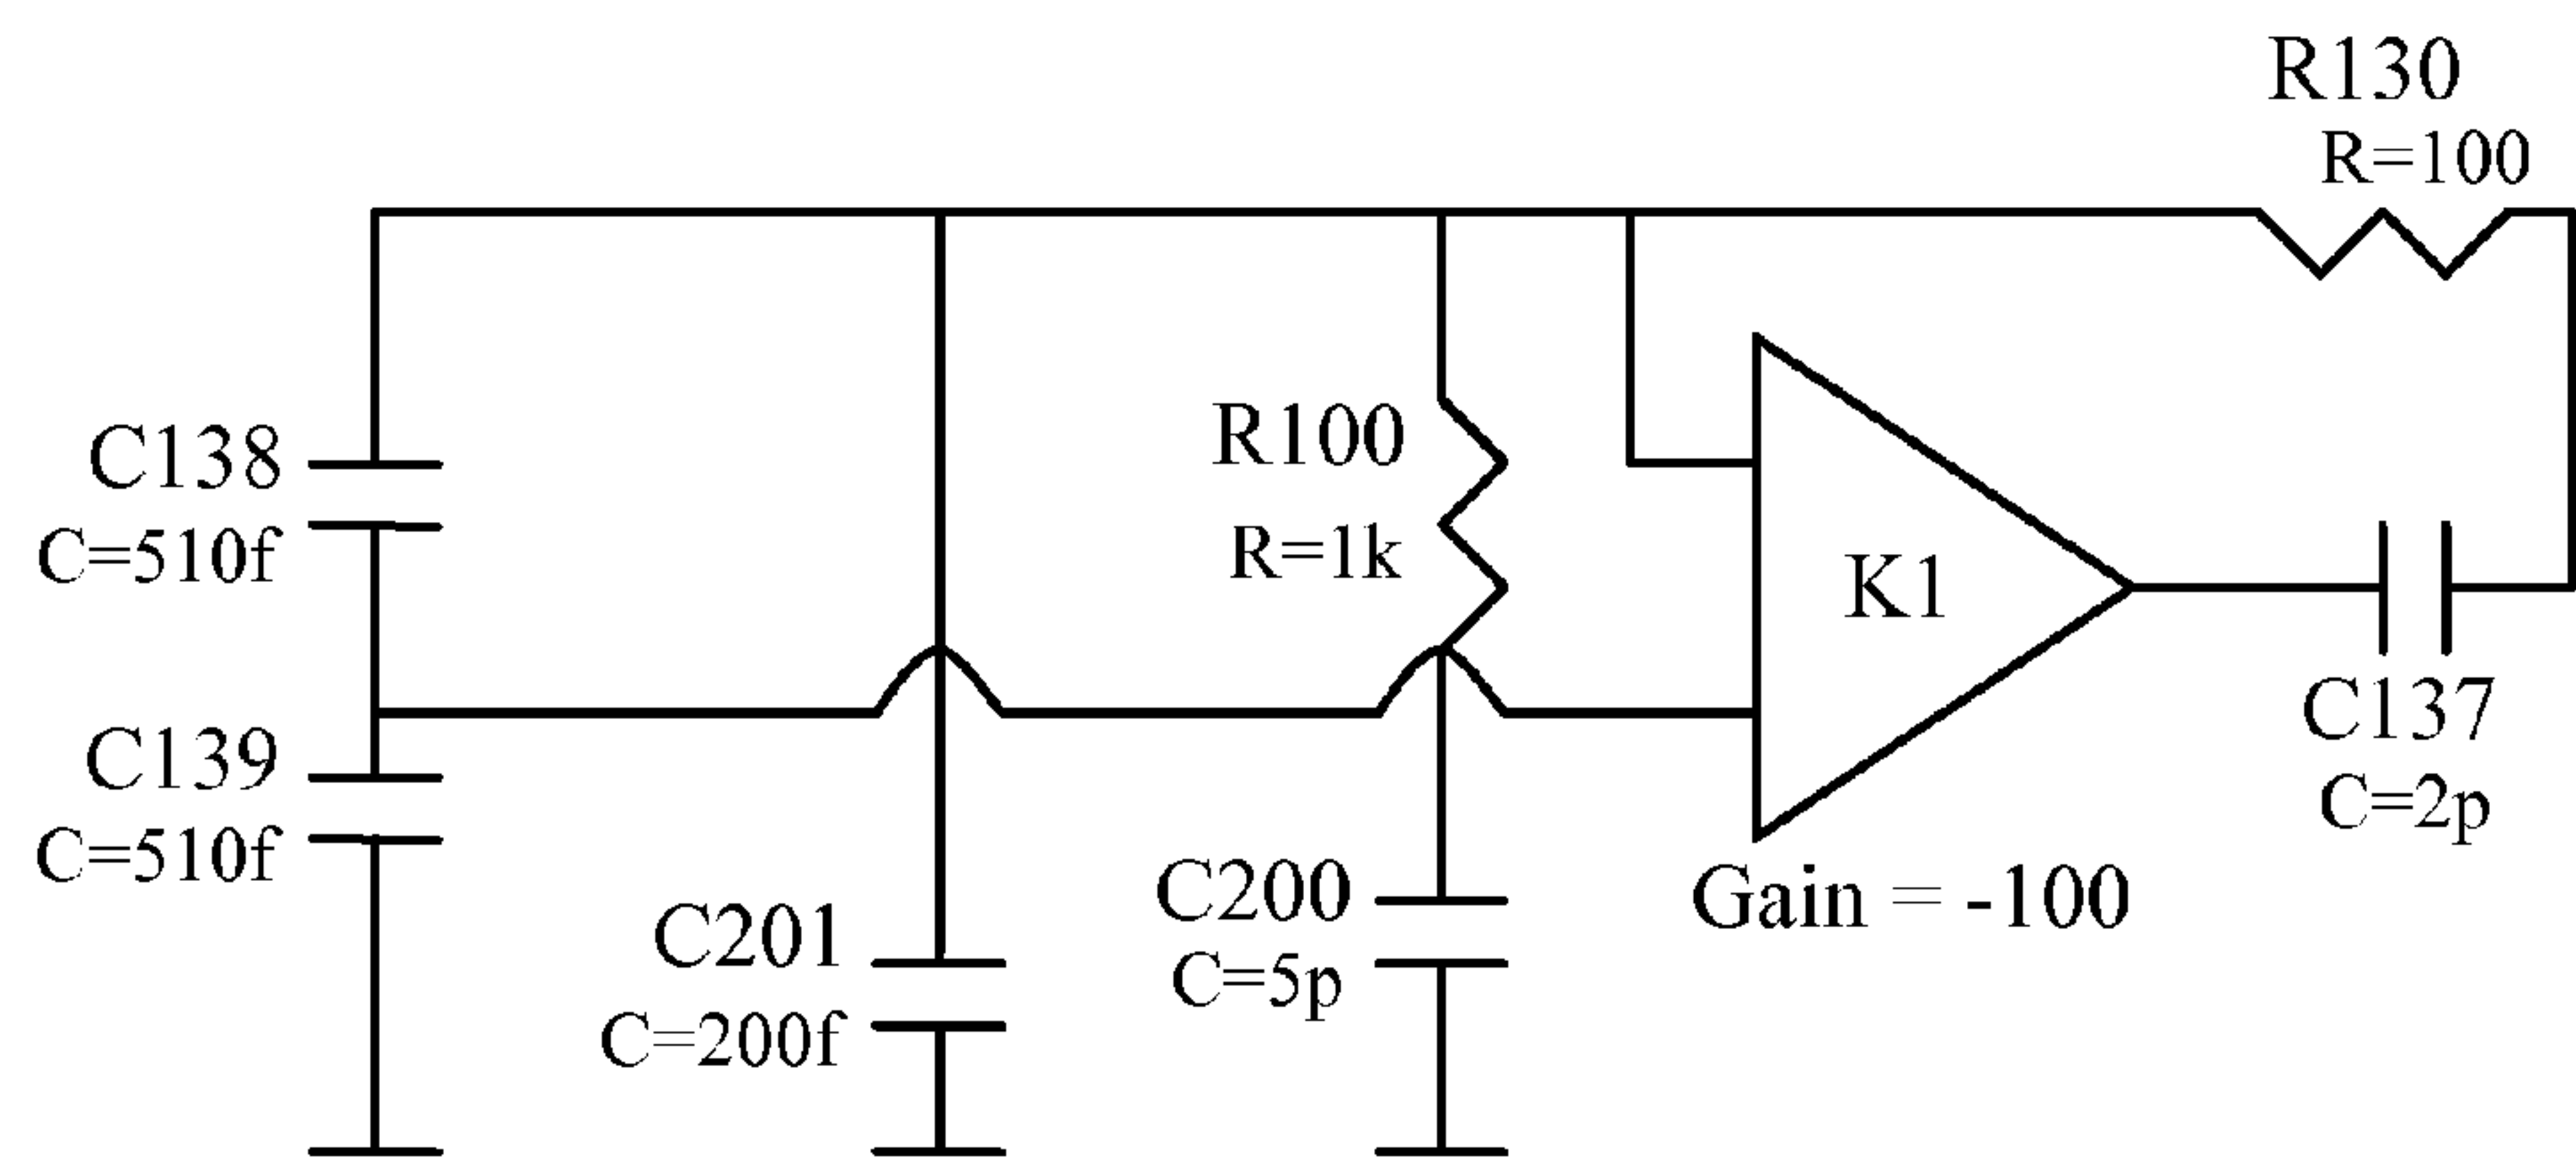 R130
R=100
C138
C=510f
R100
R=1k
K1
C139
C=510f
C137
C=2p
C201
C=200f
C200
C=5p
Gain = -100